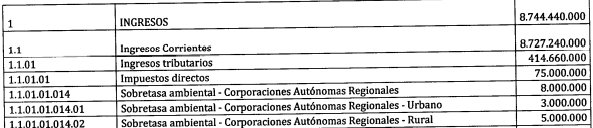 1 INGRESOS 8.744.440.000
1.1 Ingresos Corrientes 8.727.240.000
1.1.01 Ingresos tributarios 414.660.000
1.1.01.01 Impuestos directos 75.000.000
1.1.01.01.014 Sobretasa ambiental - Corporaciones Autónomas Regionales 8.000.000
1.1.01.01.014.01 Sobretasa ambiental - Corporaciones Autónomas Regionales - Urbano 3.000.000
1.1.01.01.014.02 Sobretasa ambiental - Corporaciones Autónomas Regionales - Rural 5.000.000